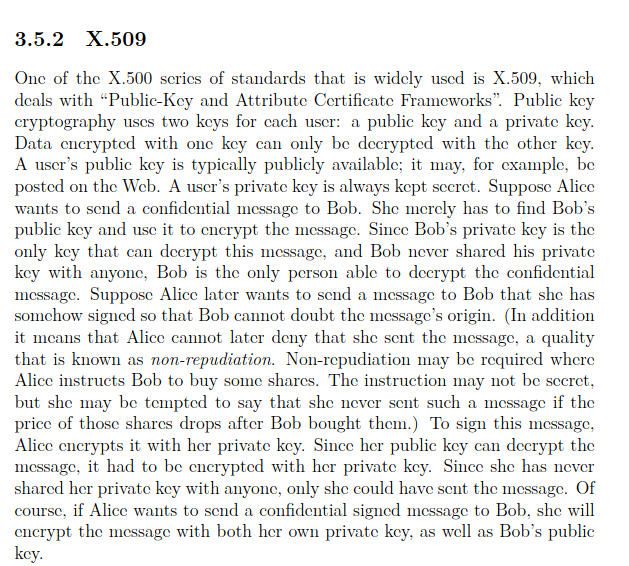 3.5.2 X.509
One of the X.500 series of standards that is widely used is X.509, which
deals with “Public-Key and Attribute Certificate Frameworks”. Public key
cryptography uses two keys for each user: a public key and a private key.
Data encrypted with one key can only be decrypted with the other key.
A user’s public key is typically publicly available; it may, for example, be
posted on the Web. A user’s private key is always kept secret. Suppose Alice
wants to send a confidential message to Bob. She merely has to find Bob’s
public key and use it to encrypt the message. Since Bob’s private key is the
only key that can decrypt this message, and Bob never shared his private
key with anyone, Bob is the only person able to decrypt the confidential
message. Suppose Alice later wants to send a message to Bob that she has
somehow signed so that Bob cannot doubt the message’s origin. (In addition
it means that Alice cannot later deny that she sent the message, a quality
that is known as non-repudiation. Non-repudiation may be required where
Alice instructs Bob to buy some shares. The instruction may not be secret,
but she may be tempted to say that she never sent such a message if the
price of those shares drops after Bob bought them.) To sign this message,
Alice encrypts it with her private key. Since her public key can decrypt the
message, it had to be encrypted with her private key. Since she has never
shared her private key with anyone, only she could have sent the message. Of
course, if Alice wants to send a confidential signed message to Bob, she will
encrypt the message with both her own private key, as well as Bob’s public
key.